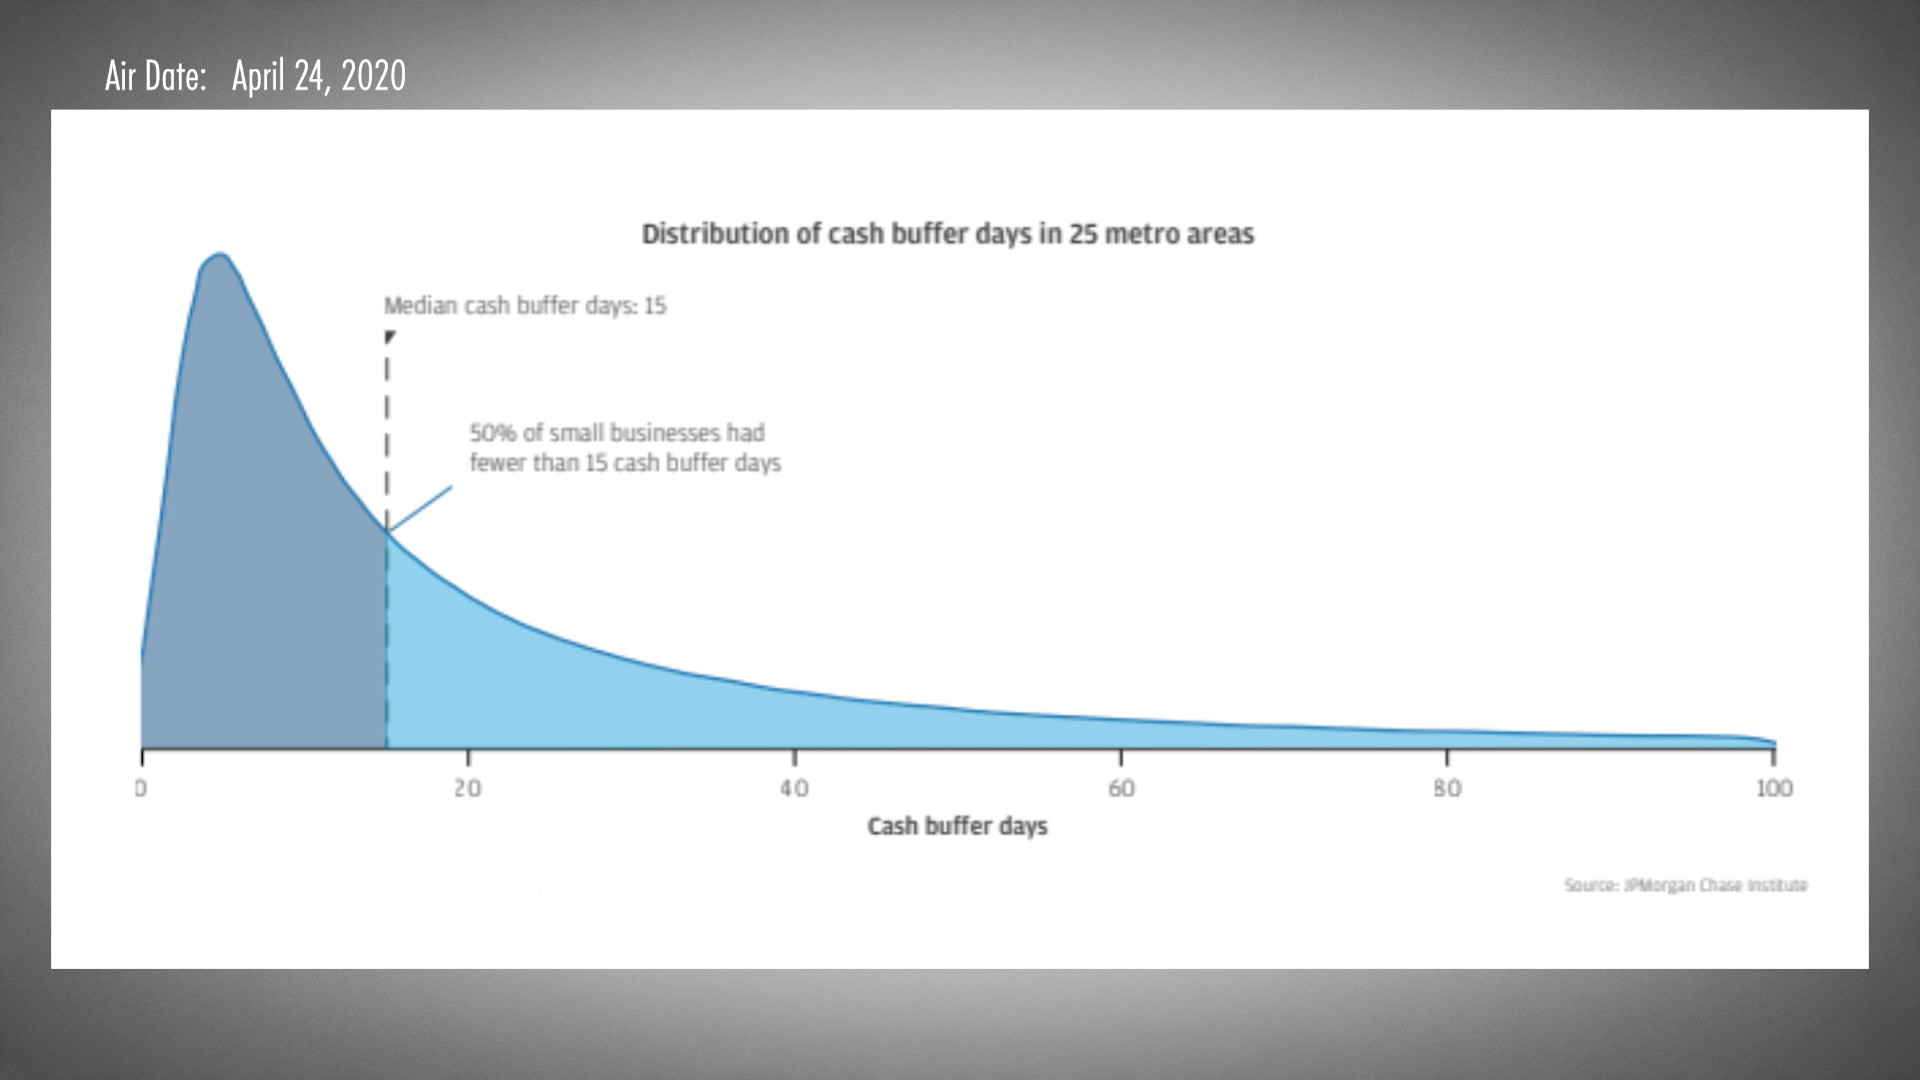 Air Date: April 24, 2020
Distribution of cash buffer days in 25 metro areas
Median cash buffer days: 15
50% of small businesses had
fewer than 15 cash buffer days
0 20 40 60 80 100
Cash buffer days
Source: JPMorgan Chase Institute